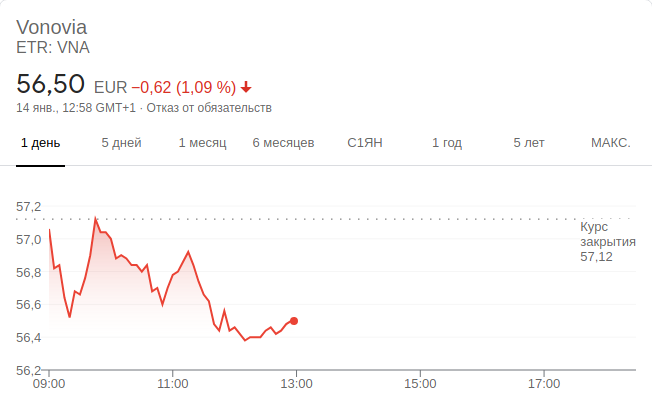 Vonovia
ETR: VNA
56,50 EUR −0,62 (1,09 %)
14 янв., 12:58 GMT+1 · Отказ от обязательств
1 день 5 дней 1 месяц 6 месяцев С1ЯН 1 год 5 лет МАКС.
57,2
57,0
56,8
56,6
56,4
56,2
Курс
закрытия
57,12
09:00 11:00 13:00 15:00 17:00